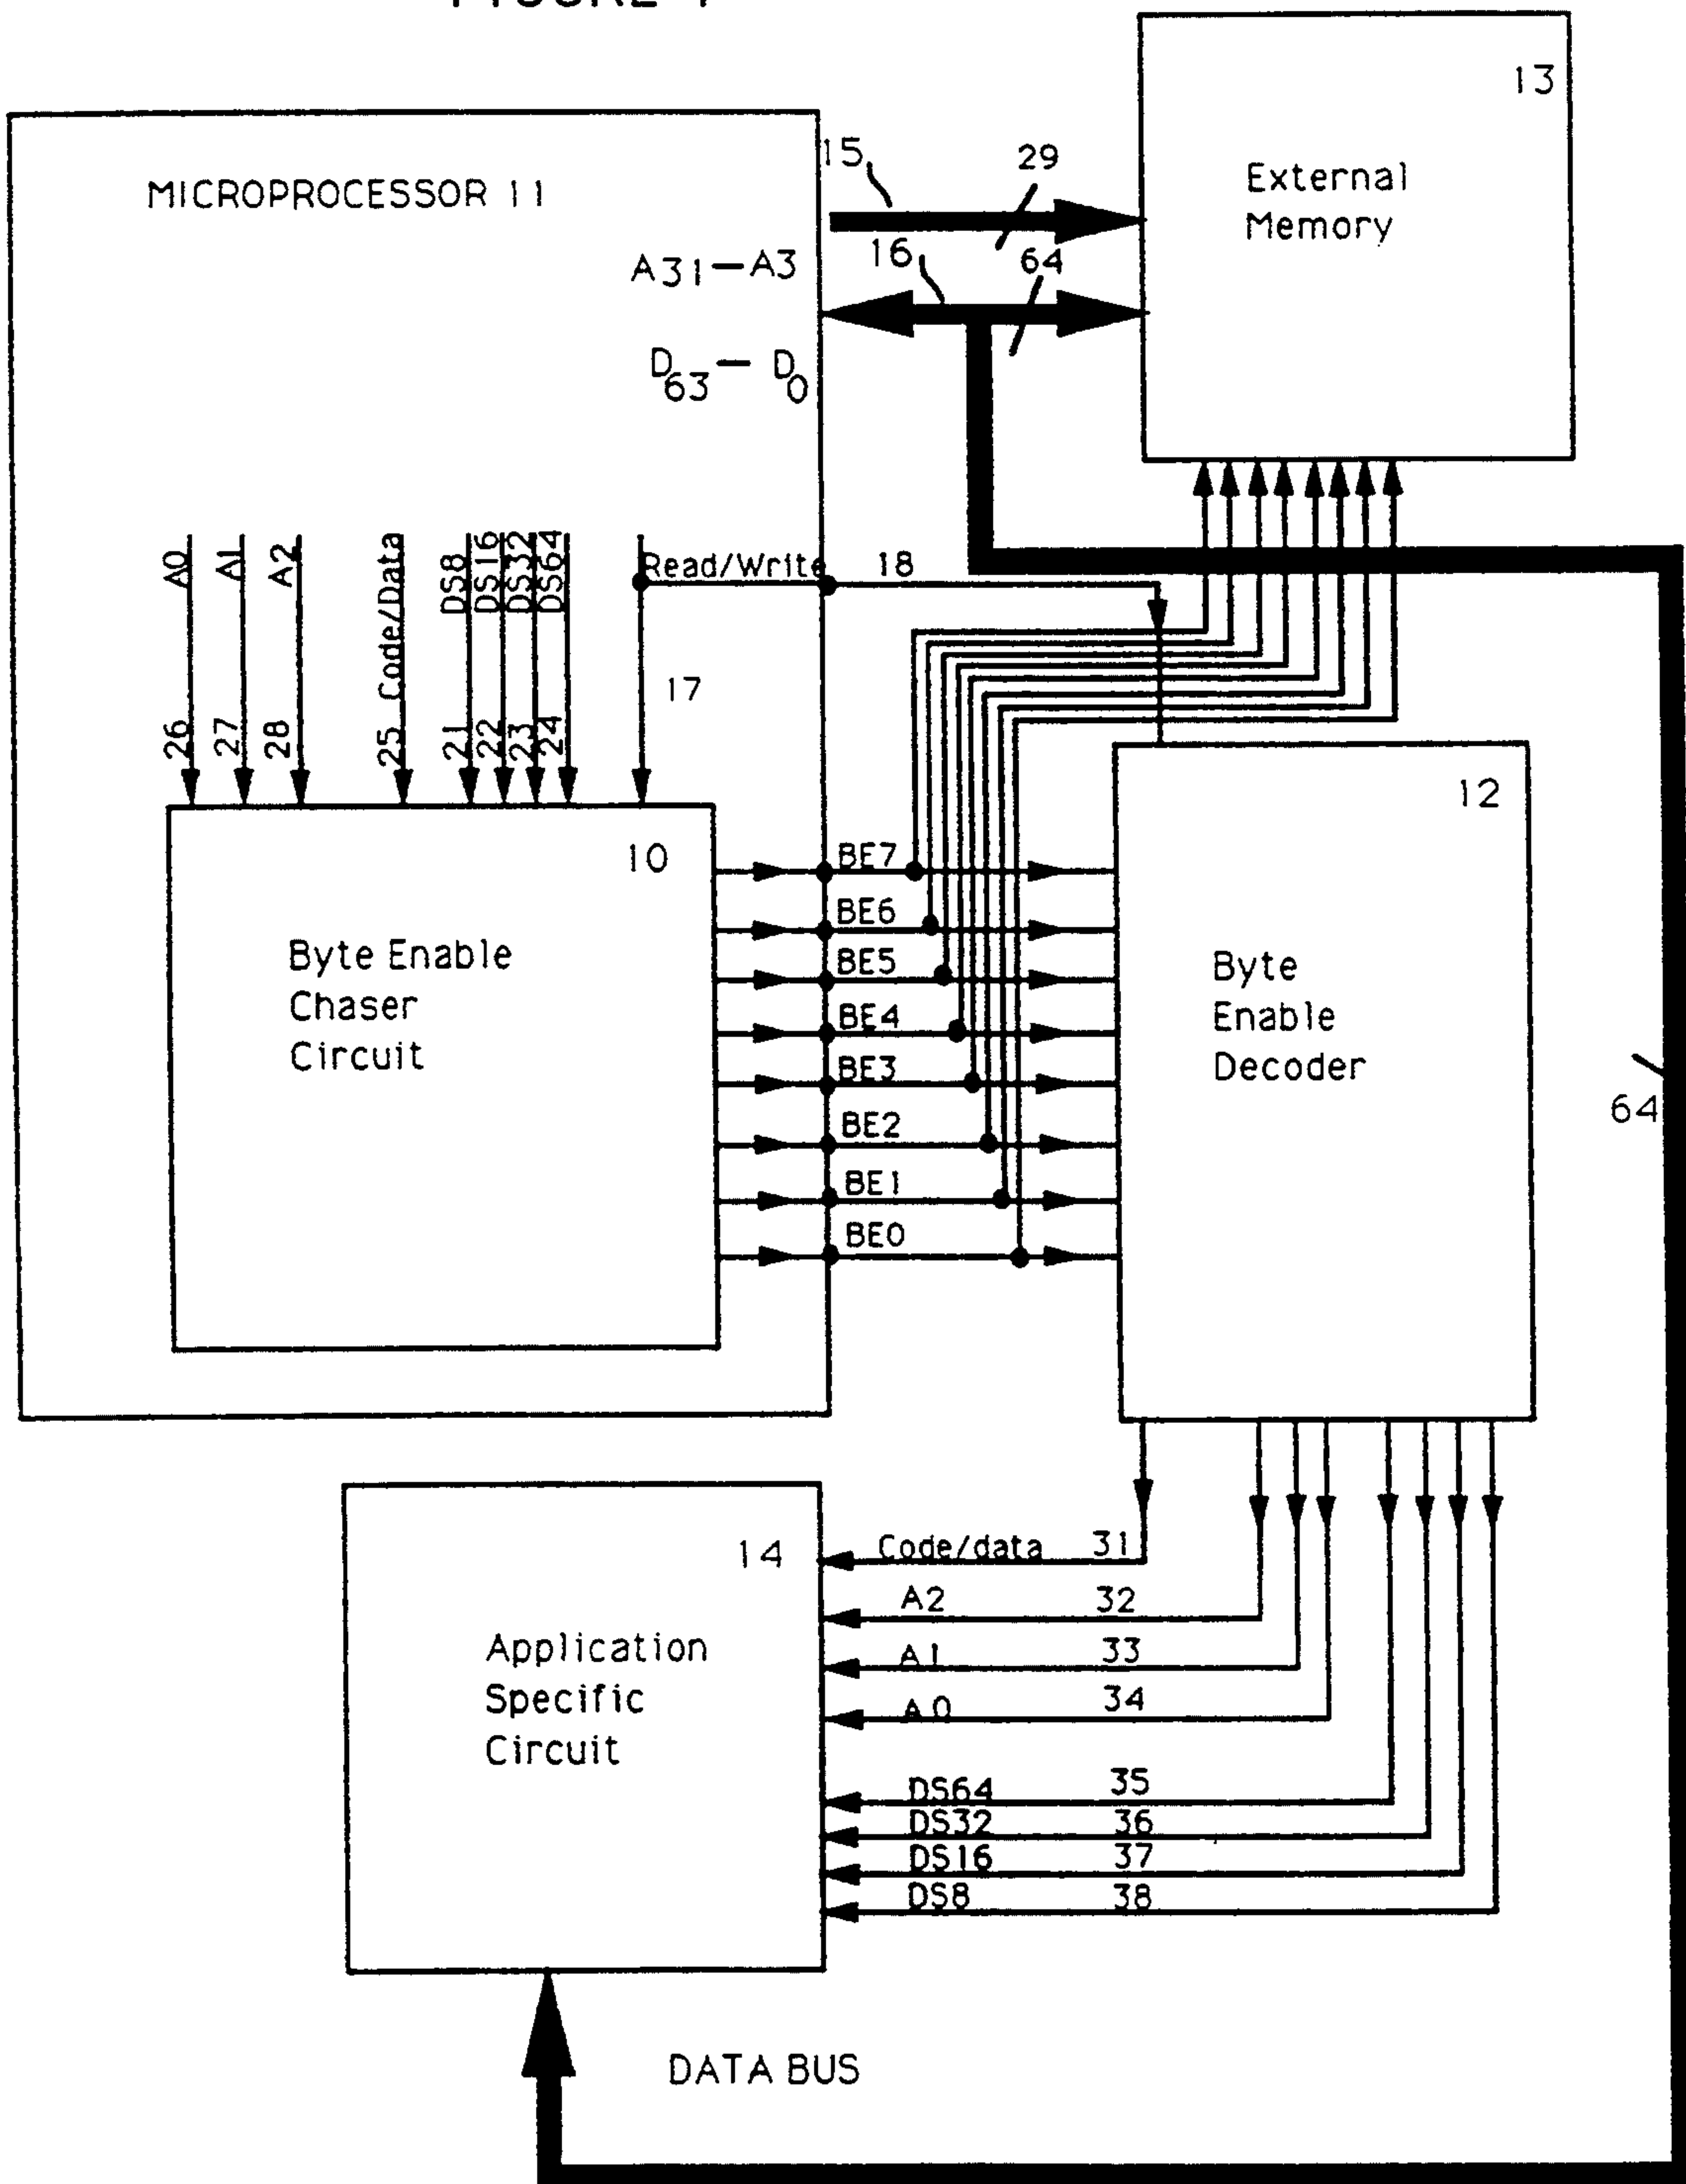 13
MICROPROCESSOR 11
15
29
External
Memory
A31-A3
16
64
D63 - D0
A0
A1
A2
Code/Data
DS8
DS16
DS32
DS64
Read/Write
18
17
26
27
28
25
21
22
23
24
12
10
BE7
BE6
BE5
BE4
BE3
BE2
BE1
BE0
Byte Enable
Chaser
Circuit
Byte
Enable
Decoder
64
14
Code/data 31
A2 32
A1 33
A0 34
Application
Specific
Circuit
DS64 35
DS32 36
DS16 37
DS8 38
DATA BUS